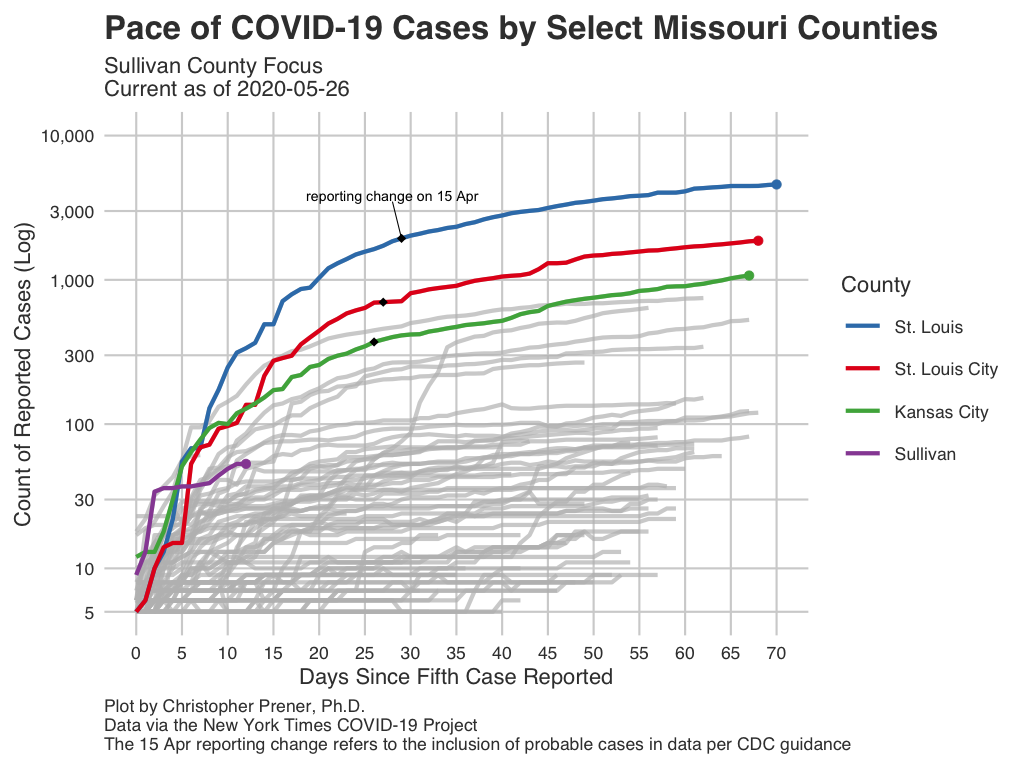 Pace of COVID-19 Cases by Select Missouri Counties
Sullivan County Focus
Current as of 2020-05-26
Count of Reported Cases (Log)
10,000
3,000
1,000
300
100
30
10
5
reporting change on 15 Apr
0 5 10 15 20 25 30 35 40 45 50 55 60 65 70
Days Since Fifth Case Reported
County
St. Louis
St. Louis City
Kansas City
Sullivan
Plot by Christopher Prener, Ph.D.
Data via the New York Times COVID-19 Project
The 15 Apr reporting change refers to the inclusion of probable cases in data per CDC guidance